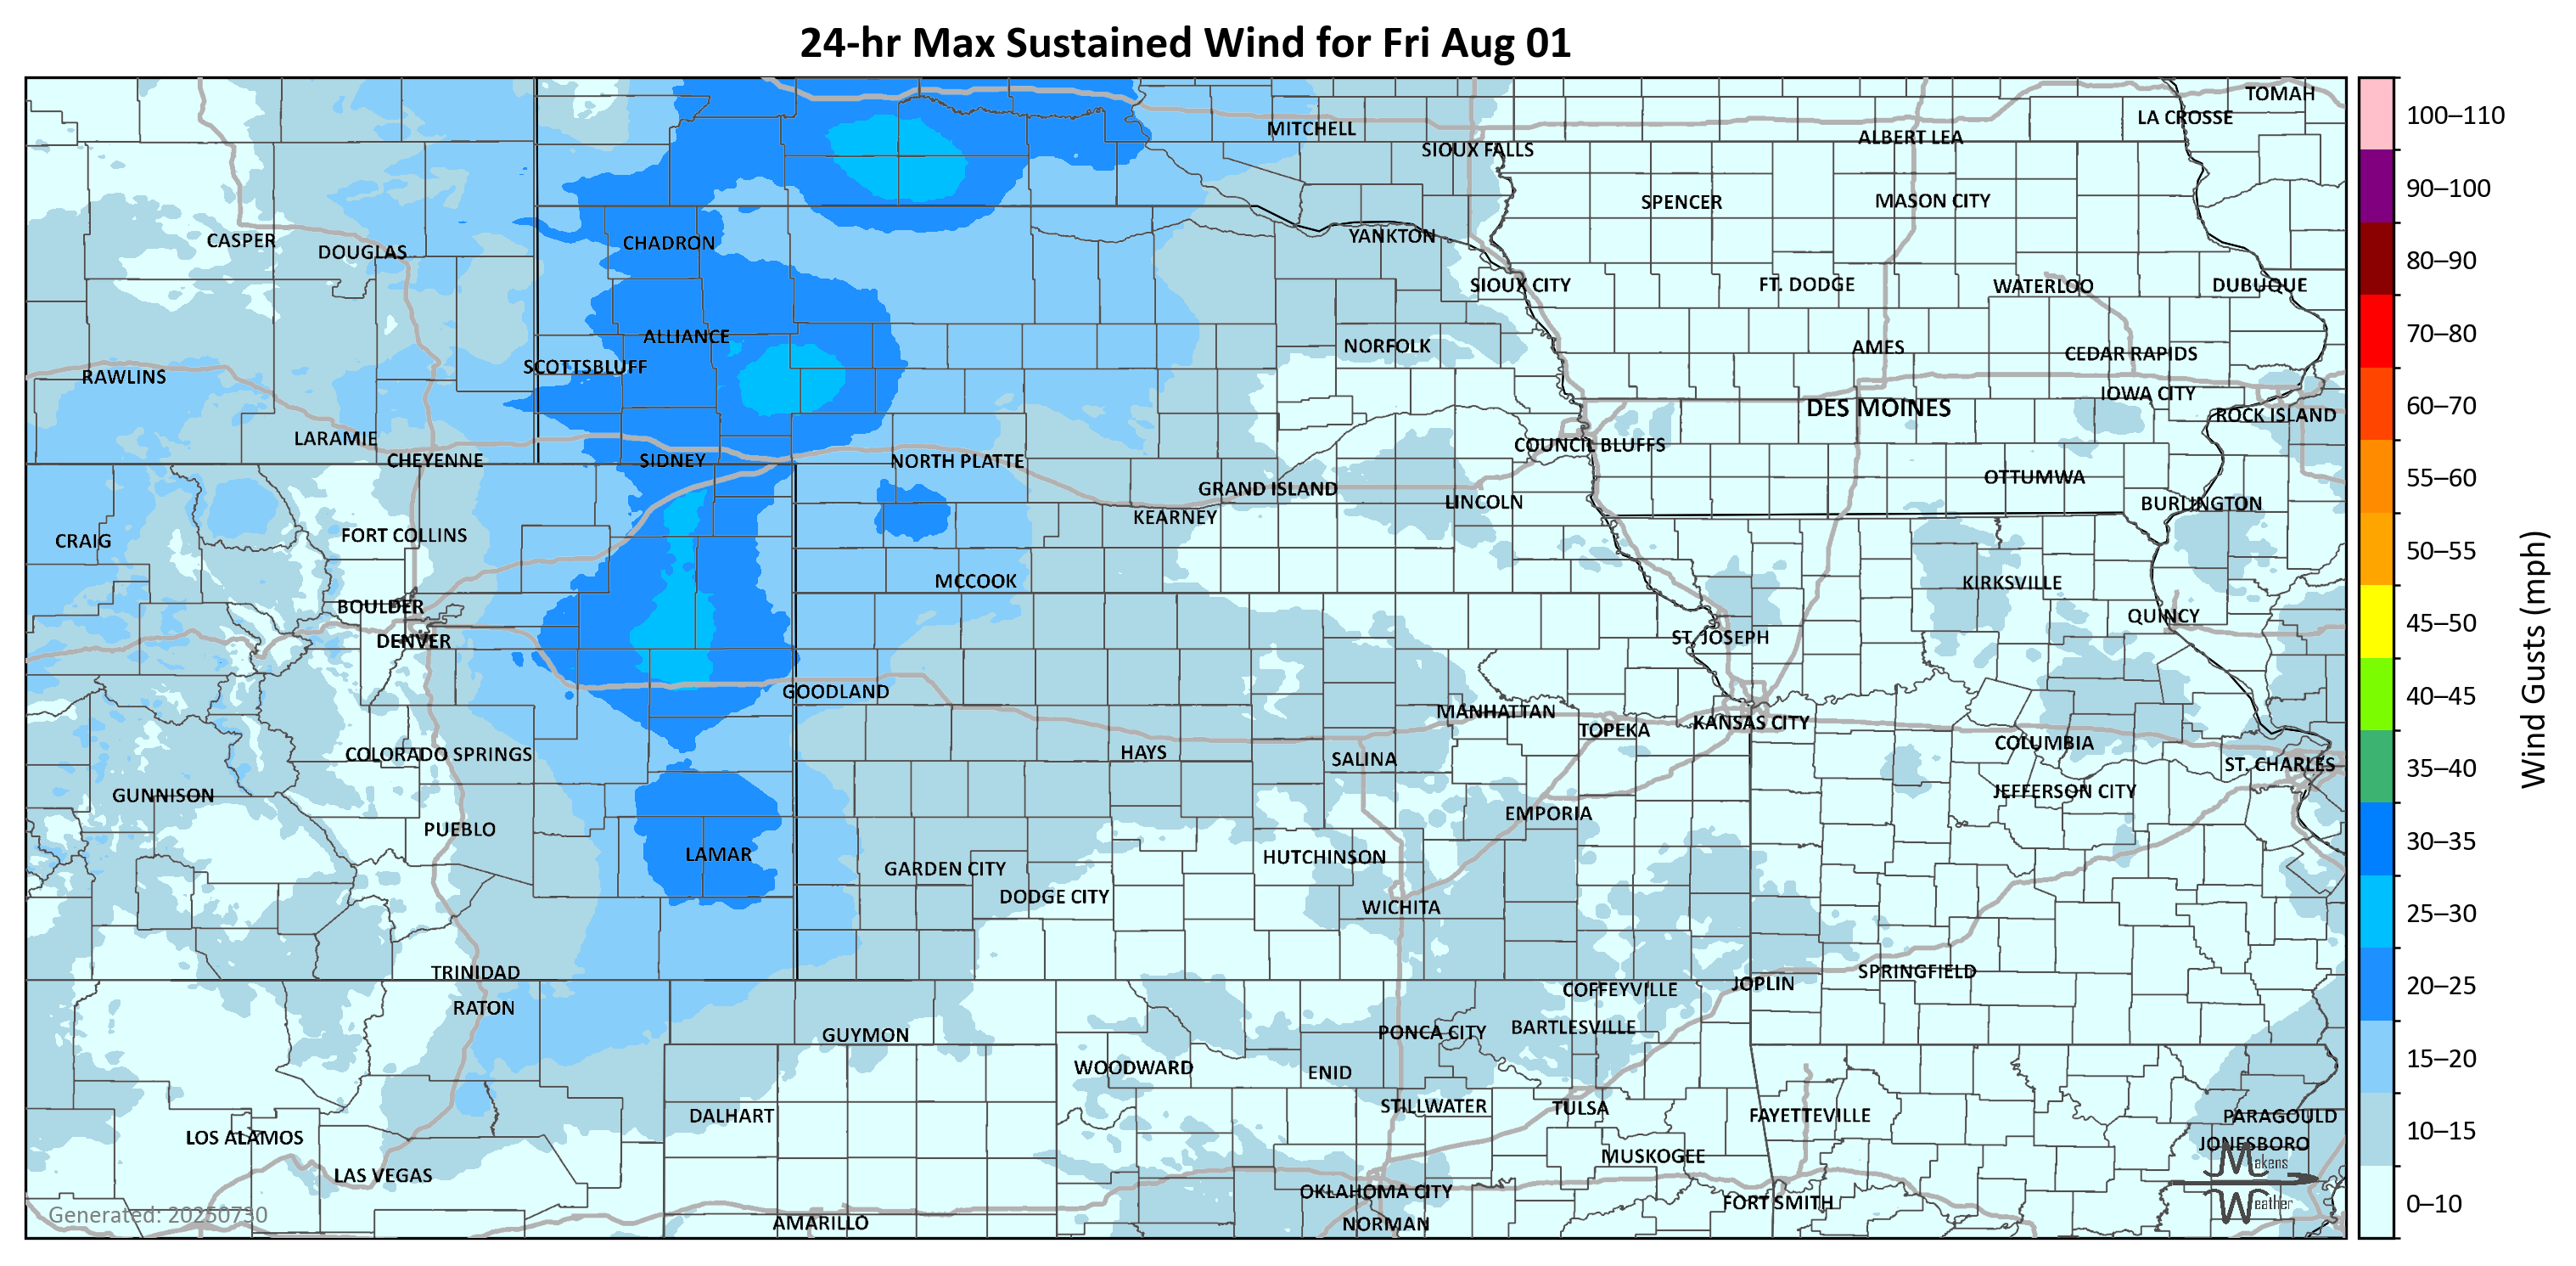 24-hr Max Sustained Wind for Fri Aug 01
TOMAH
LA CROSSE
MITCHELL
ALBERT LEA
SIOUX FALLS
SPENCER
MASON CITY
CASPER
DOUGLAS
CHADRON
YANKTON
SIOUX CITY
FT. DODGE
WATERLOO
DUBUQUE
ALLIANCE
NORFOLK
AMES
CEDAR RAPIDS
SCOTTSBLUFF
RAWLINS
IOWA CITY
DES MOINES
ROCK ISLAND
LARAMIE
COUNCIL BLUFFS
CHEYENNE
SIDNEY
NORTH PLATTE
OTTUMWA
GRAND ISLAND
LINCOLN
BURLINGTON
KEARNEY
CRAIG
FORT COLLINS
MCCOOK
KIRKSVILLE
BOULDER
QUINCY
DENVER
ST. JOSEPH
GOODLAND
MANHATTAN
TOPEKA
KANSAS CITY
COLUMBIA
COLORADO SPRINGS
HAYS
SALINA
ST. CHARLES
GUNNISON
JEFFERSON CITY
EMPORIA
PUEBLO
LAMAR
HUTCHINSON
GARDEN CITY
DODGE CITY
WICHITA
TRINIDAD
SPRINGFIELD
JOPLIN
COFFEYVILLE
RATON
GUYMON
PONCA CITY
BARTLESVILLE
WOODWARD
ENID
STILLWATER
TULSA
DALHART
FAYETTEVILLE
PARAGOULD
LOS ALAMOS
JONESBORO
MUSKOGEE
LAS VEGAS
OKLAHOMA CITY
FORT SMITH
AMARILLO
NORMAN
Generated: 20250730
Makens
Weather
100–110
90–100
80–90
70–80
60–70
55–60
50–55
45–50
40–45
35–40
30–35
25–30
20–25
15–20
10–15
0–10
Wind Gusts (mph)